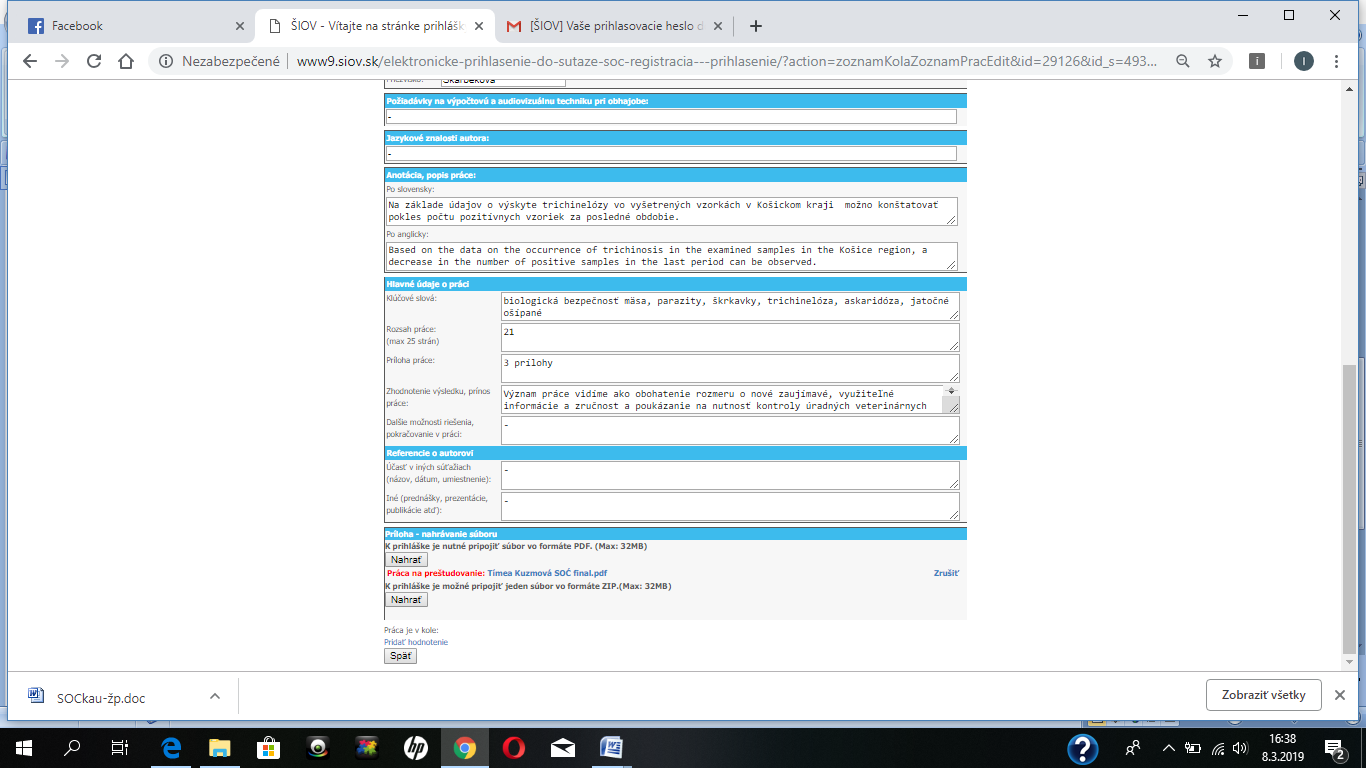 Facebook
ŠIOV - Vítajte na stránke prihlášk
[ŠIOV] Vaše prihlasovacie heslo d
Nezabezpečené | www9.siov.sk/elektronicke-prihlasenie-do-sutaze-soc-registracia---prihlasenie/?action=zoznamKolaZoznamPracEdit&id=29126&id_s=493...
Požiadávky na výpočtovú a audiovizuálnu techniku pri obhajobe:
-
Jazykové znalosti autora:
-
Anotácia, popis práce:
Po slovensky:
Na základe údajov o výskyte trichinelózy vo vyšetrených vzorkách v Košickom kraji možno konštatovať
pokles počtu pozitívnych vzoriek za posledné obdobie.
Po anglicky:
Based on the data on the occurrence of trichinosis in the examined samples in the Košice region, a
decrease in the number of positive samples in the last period can be observed.
Hlavné údaje o práci
Kľúčové slová:
biologická bezpečnosť mäsa, parazity, škrkavky, trichinelóza, askaridóza, jatočné
ošípané
Rozsah práce:
(max 25 strán)
21
Príloha práce:
3 prílohy
Zhodnotenie výsledku, prínos
práce:
Význam práce vidíme ako obohatenie rozmeru o nové zaujímavé, využiteľné
informácie a zručnost a poukázanie na nutnosť kontroly úradných veterinárnych
Ďalšie možnosti riešenia,
pokračovanie v práci:
-
Referencie o autorovi
Účasť v iných súťažiach
(názov, dátum, umiestnenie):
-
Iné (prednášky, prezentácie,
publikácie atď):
-
Príloha - nahrávanie súboru
K prihláške je nutné pripojiť súbor vo formáte PDF. (Max: 32MB)
Nahrať
Práca na preštudovanie: Tímea Kuzmová SOČ final.pdf Zrušiť
K prihláške je možné pripojiť jeden súbor vo formáte ZIP.(Max: 32MB)
Nahrať
Práca je v kole:
Pridať hodnotenie
Späť
SOCkau-žp.doc
Zobraziť všetky
16:38
8.3.2019
2